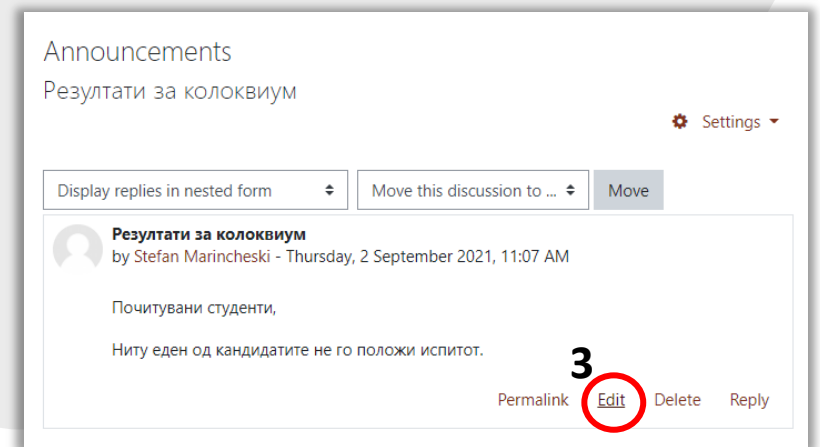 Announcements
Резултати за колоквиум
Settings
Display replies in nested form
Move this discussion to ...
Move
Резултати за колоквиум
by Stefan Marincheski - Thursday, 2 September 2021, 11:07 AM
Почитувани студенти,
Ниту еден од кандидатите не го положи испитот.
3
Permalink Edit Delete Reply